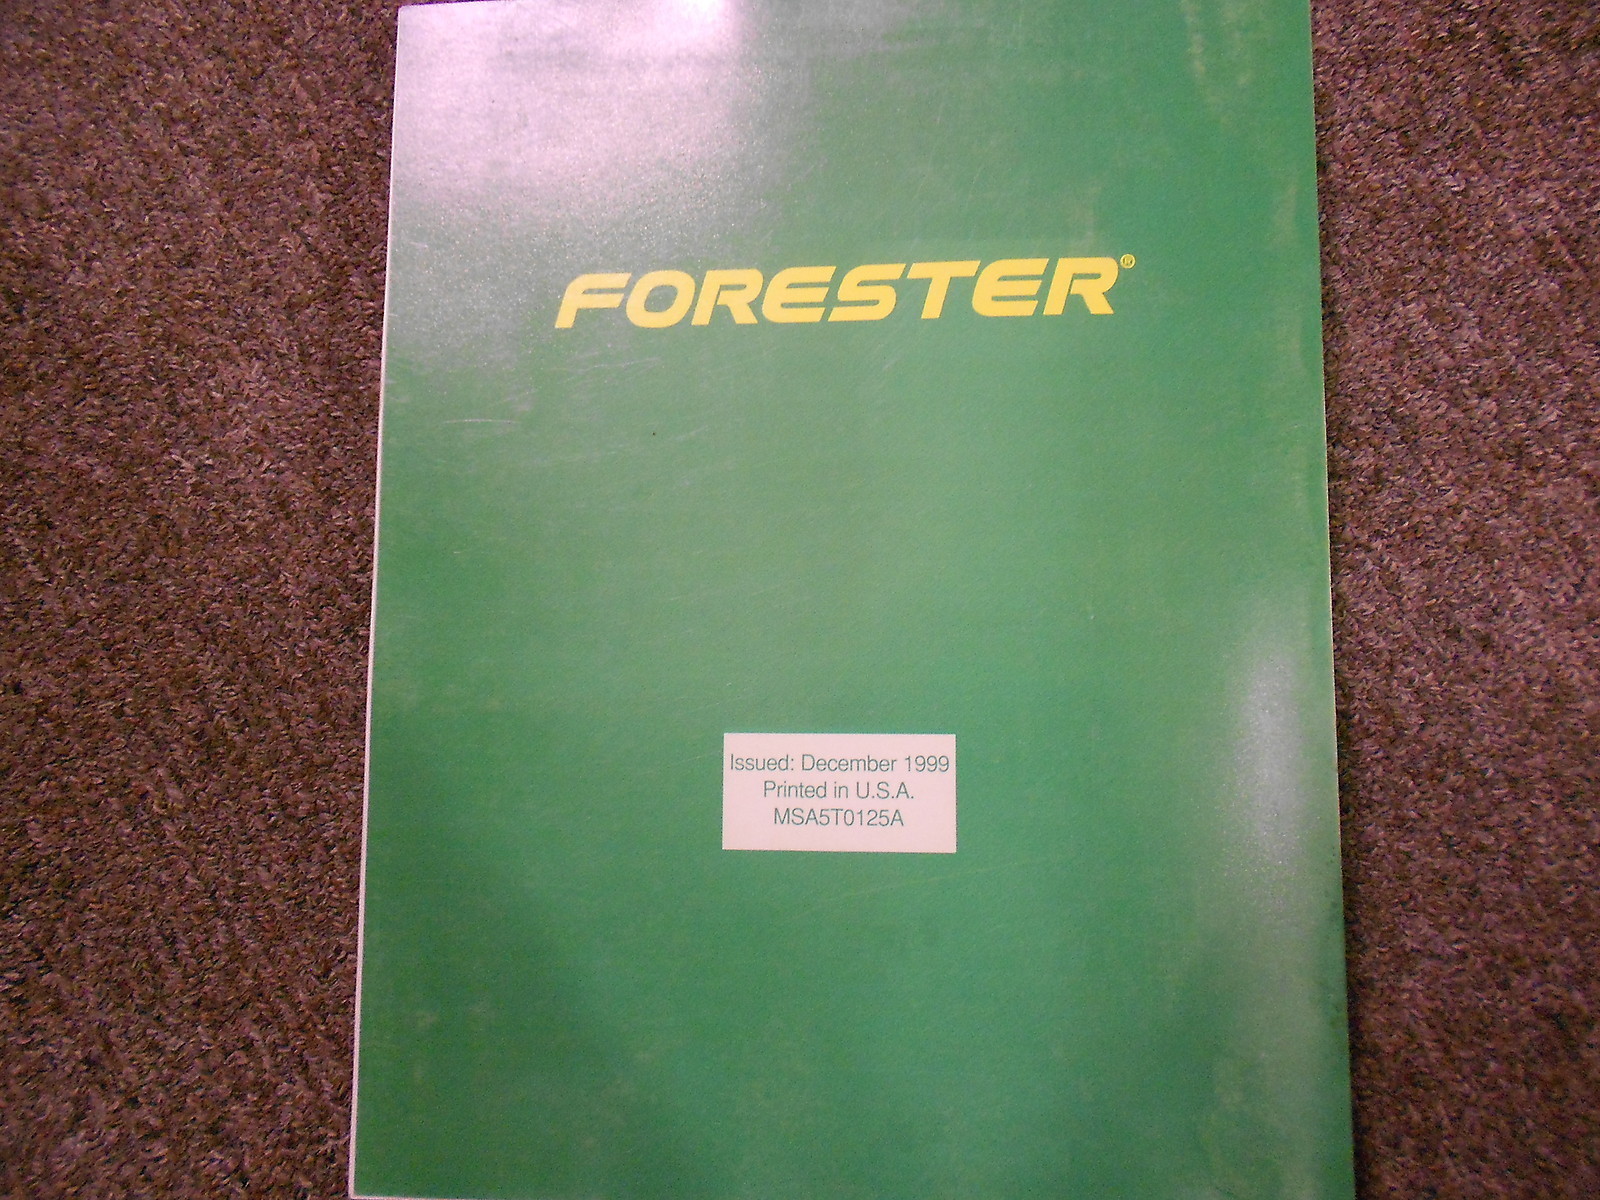 FORESTER®
Issued: December 1999
Printed in U.S.A.
MSA5T0125A